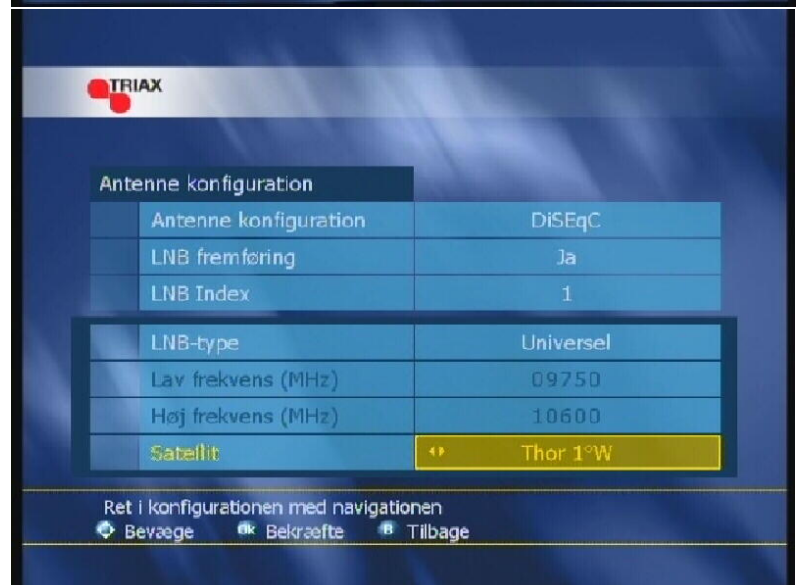 TRIAX
Antenne konfiguration
Antenne konfiguration DiSEqC
LNB fremføring Ja
LNB Index 1
LNB-type Universel
Lav frekvens (MHz) 09750
Høj frekvens (MHz) 10600
Satellit Thor 1°W
Ret i konfigurationen med navigationen
Bevæge Ok Bekræfte B Tilbage